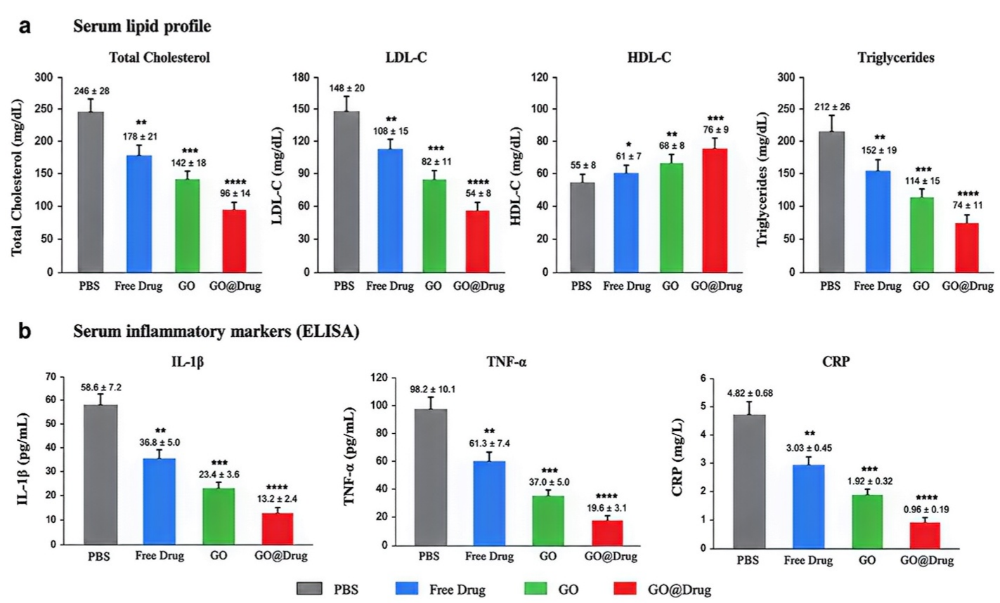 a Serum lipid profile
Total Cholesterol
Total Cholesterol (mg/dL)
300
250
200
150
100
50
0
246 ± 28
**
178 ± 21
***
142 ± 18
****
96 ± 14
PBS Free Drug GO GO@Drug
LDL-C
LDL-C (mg/dL)
180
150
120
90
60
30
0
148 ± 20
**
108 ± 15
***
82 ± 11
****
54 ± 8
PBS Free Drug GO GO@Drug
HDL-C
HDL-C (mg/dL)
120
100
80
60
40
20
0
55 ± 8
*
61 ± 7
**
68 ± 8
***
76 ± 9
PBS Free Drug GO GO@Drug
Triglycerides
Triglycerides (mg/dL)
300
250
200
150
100
50
0
212 ± 26
**
152 ± 19
***
114 ± 15
****
74 ± 11
PBS Free Drug GO GO@Drug
b Serum inflammatory markers (ELISA)
IL-1β
IL-1β (pg/mL)
70
60
50
40
30
20
10
0
58.6 ± 7.2
**
36.8 ± 5.0
***
23.4 ± 3.6
****
13.2 ± 2.4
PBS Free Drug GO GO@Drug
TNF-α
TNF-α (pg/mL)
120
100
80
60
40
20
0
98.2 ± 10.1
**
61.3 ± 7.4
***
37.0 ± 5.0
****
19.6 ± 3.1
PBS Free Drug GO GO@Drug
CRP
CRP (mg/L)
6
5
4
3
2
1
0
4.82 ± 0.68
**
3.03 ± 0.45
***
1.92 ± 0.32
****
0.96 ± 0.19
PBS Free Drug GO GO@Drug
PBS Free Drug GO GO@Drug